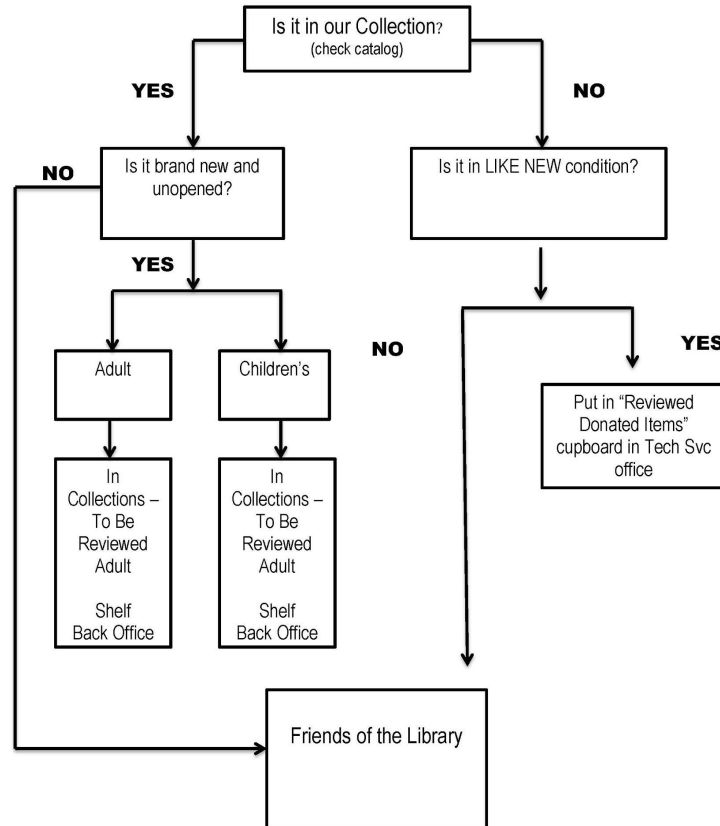 Is it in our Collection?
(check catalog)
YES
NO
NO
Is it brand new and
unopened?
Is it in LIKE NEW condition?
YES
NO
YES
Adult
Children's
Put in “Reviewed
Donated Items”
cupboard in Tech Svc
office
In
Collections –
To Be
Reviewed
Adult
Shelf
Back Office
In
Collections –
To Be
Reviewed
Adult
Shelf
Back Office
Friends of the Library